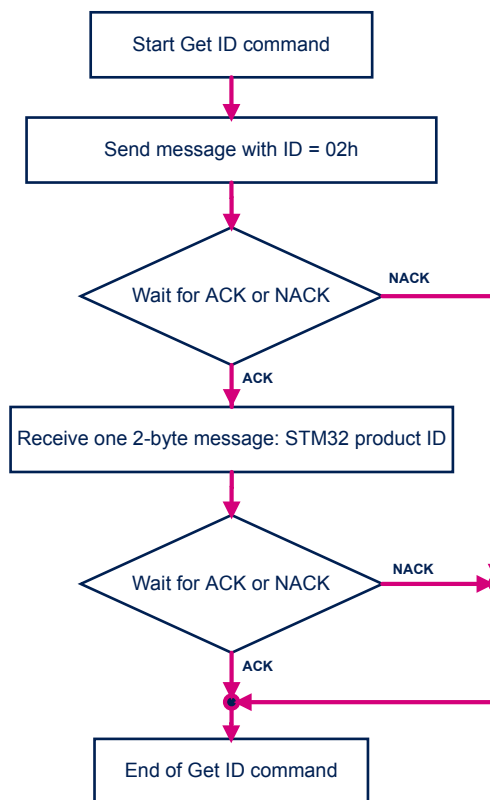 Start Get ID command
Send message with ID = 02h
Wait for ACK or NACK
NACK
ACK
Receive one 2-byte message: STM32 product ID
Wait for ACK or NACK
NACK
ACK
End of Get ID command